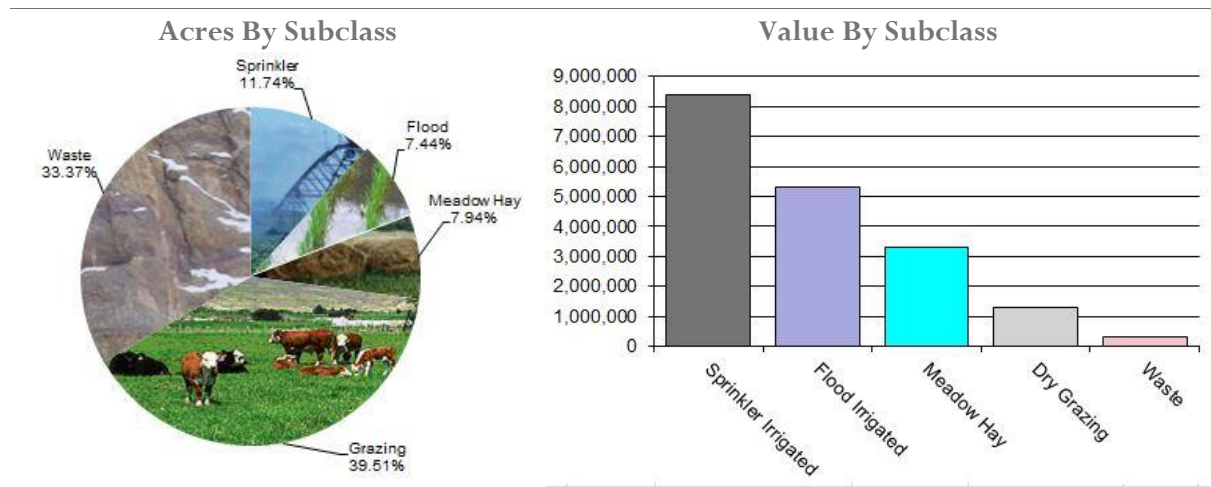 Acres By Subclass
Sprinkler
11.74%
Flood
7.44%
Meadow Hay
7.94%
Waste
33.37%
Grazing
39.51%
Value By Subclass
9,000,000
8,000,000
7,000,000
6,000,000
5,000,000
4,000,000
3,000,000
2,000,000
1,000,000
0
Sprinkler Irrigated
Flood Irrigated
Meadow Hay
Dry Grazing
Waste